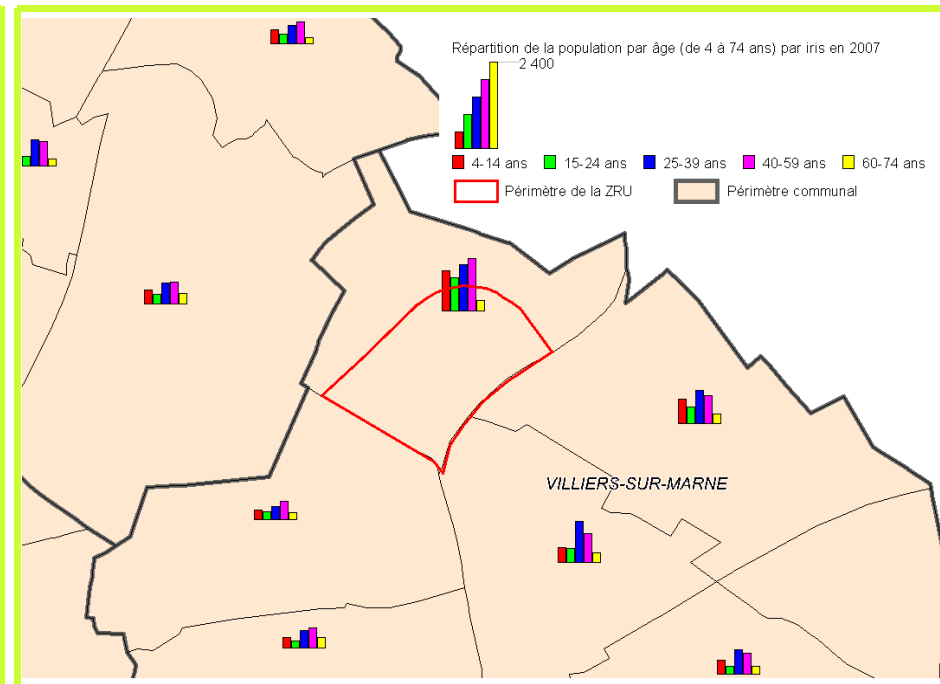 Répartition de la population par âge (de 4 à 74 ans) par iris en 2007
2 400
4-14 ans 15-24 ans 25-39 ans 40-59 ans 60-74 ans
Périmètre de la ZRU Périmètre communal
VILLIERS-SUR-MARNE